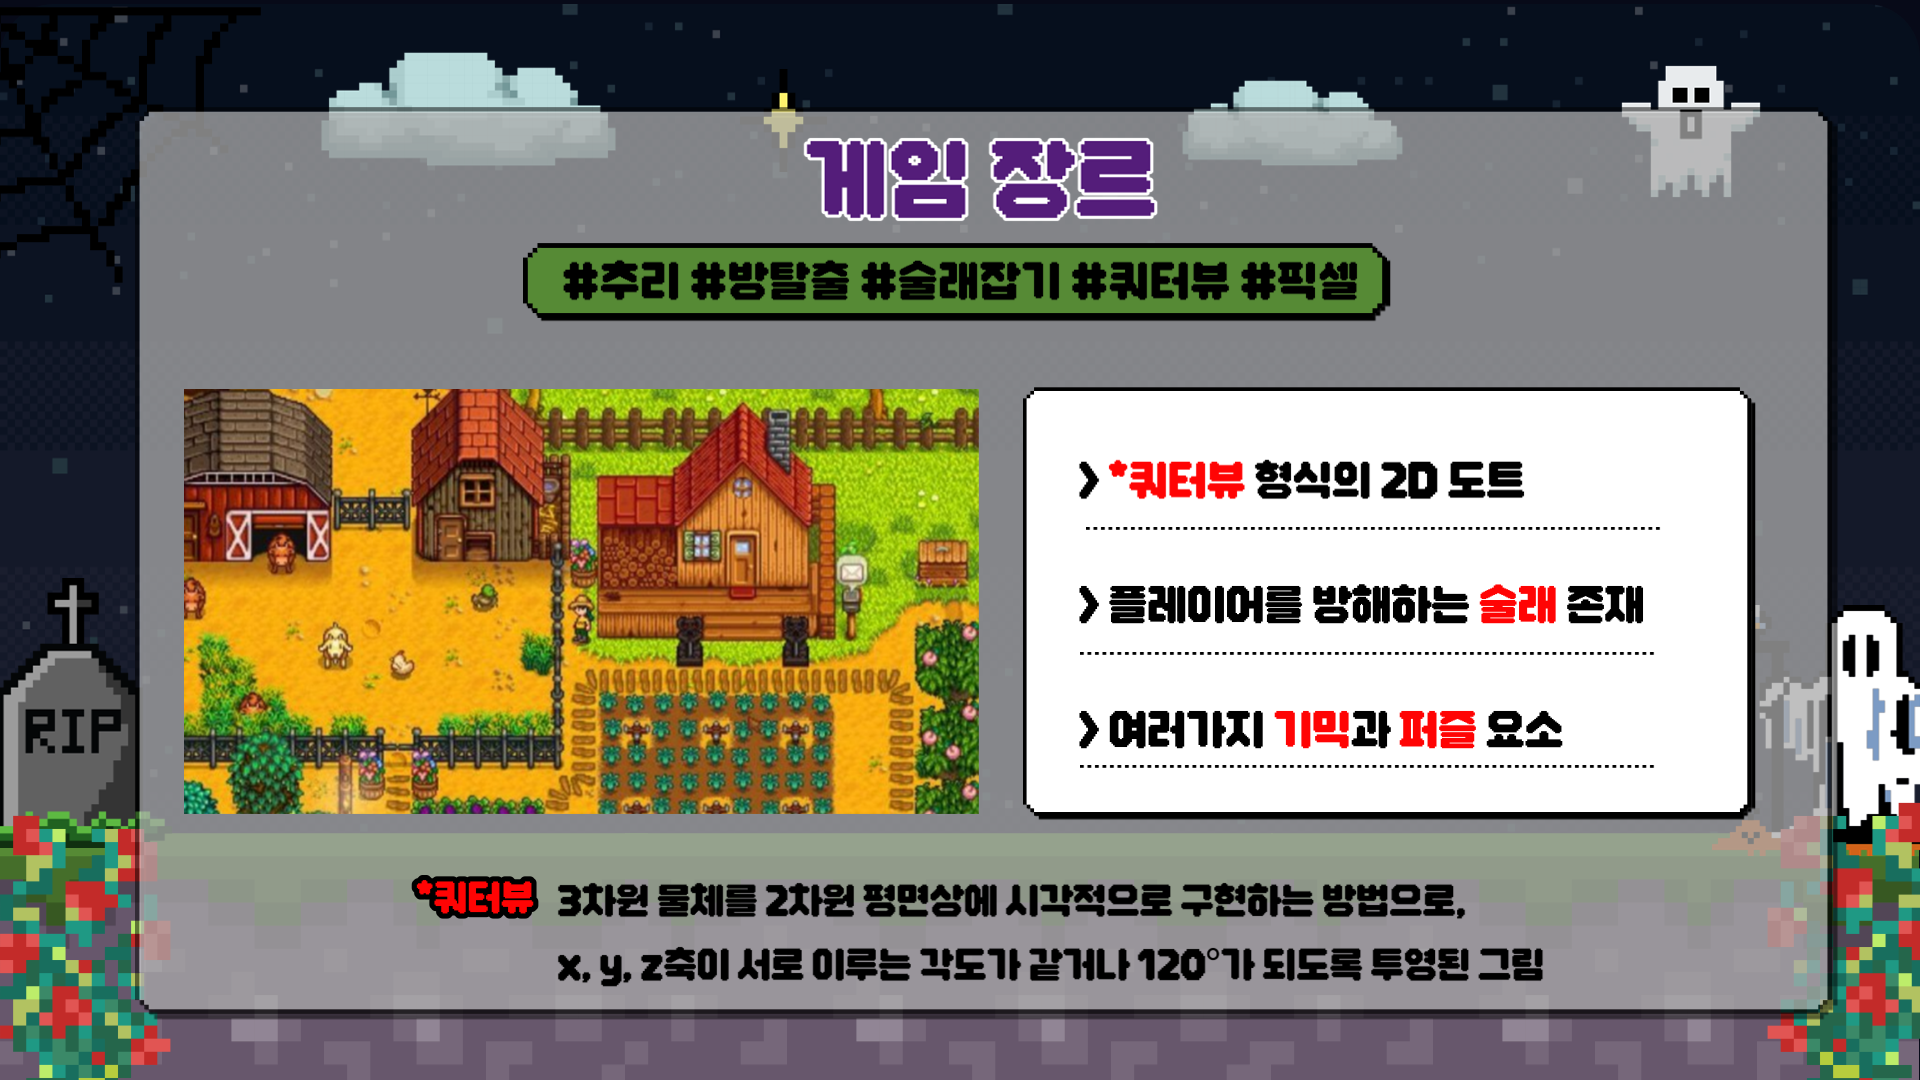 게임 장르
#추리 #방탈출 #술래잡기 #쿼터뷰 #픽셀
❯ *쿼터뷰 형식의 2D 도트
❯ 플레이어를 방해하는 술래 존재
❯ 여러가지 기믹과 퍼즐 요소
RIP
*쿼터뷰 3차원 물체를 2차원 평면상에 시각적으로 구현하는 방법으로,
x, y, z축이 서로 이루는 각도가 같거나 120°가 되도록 투영된 그림